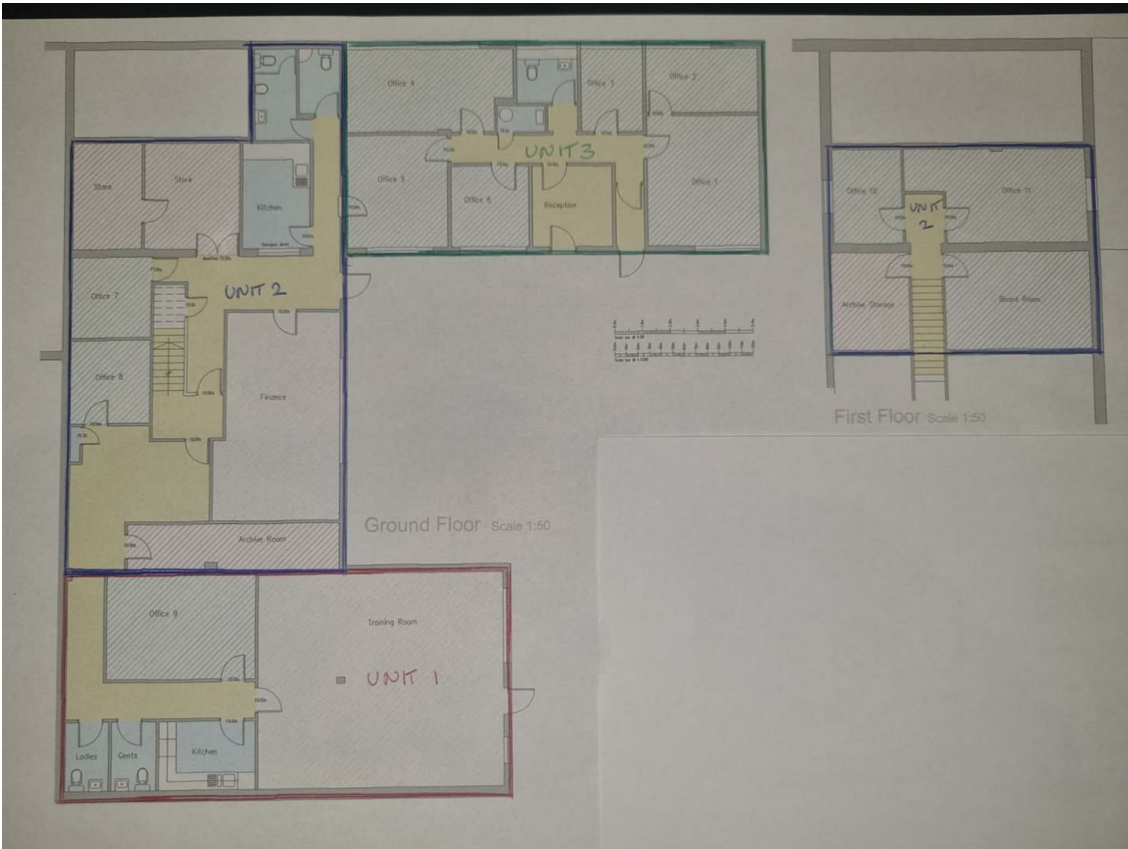 Office 4
Office 3
Office 2
Store
Store
Kitchen
UNIT 3
Office 5
Office 6
Reception
Office 1
Office 7
UNIT 2
Office 8
Finance
Archive Room
Ground Floor Scale 1:50
Office 10
Office 11
UNIT
2
Archive Storage
Board Room
First Floor Scale 1:50
Office 9
Training Room
UNIT 1
Ladies
Gents
Kitchen